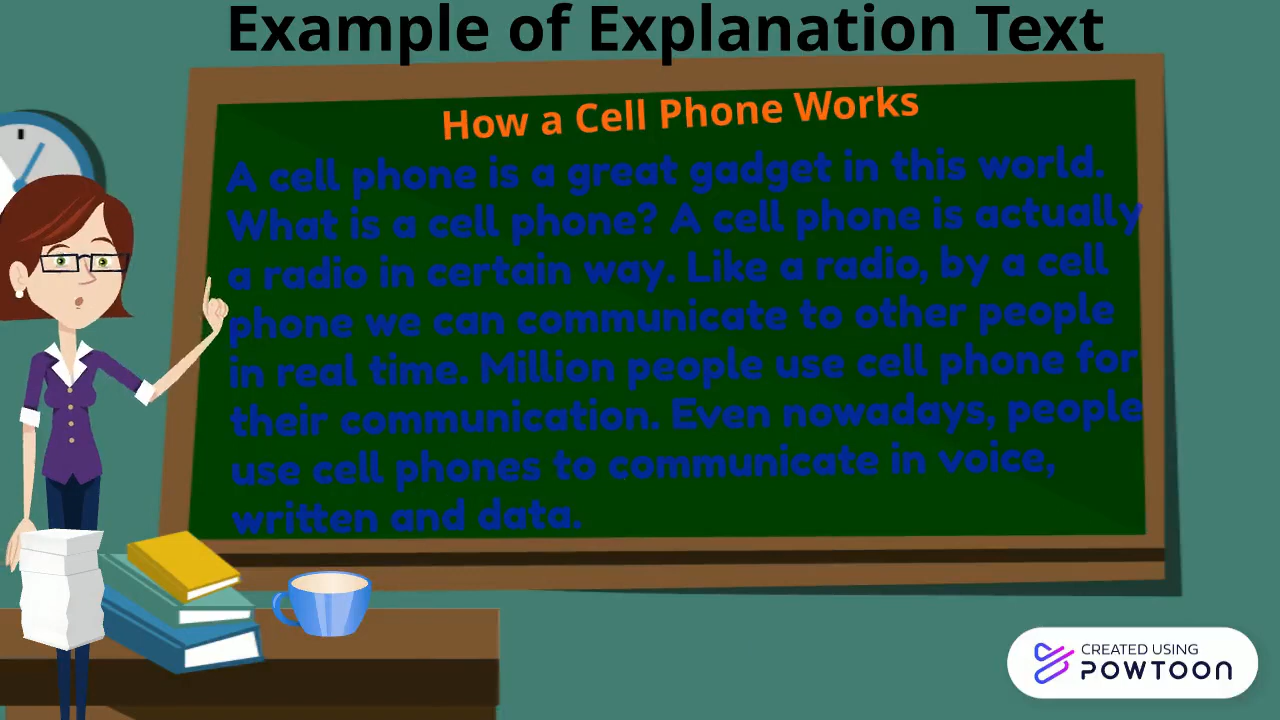 Example of Explanation Text
How a Cell Phone Works
A cell phone is a great gadget in this world.
What is a cell phone? A cell phone is actually
a radio in certain way. Like a radio, by a cell
phone we can communicate to other people
in real time. Million people use cell phone for
their communication. Even nowadays, people
use cell phones to communicate in voice,
written and data.
CREATED USING
POWTOON